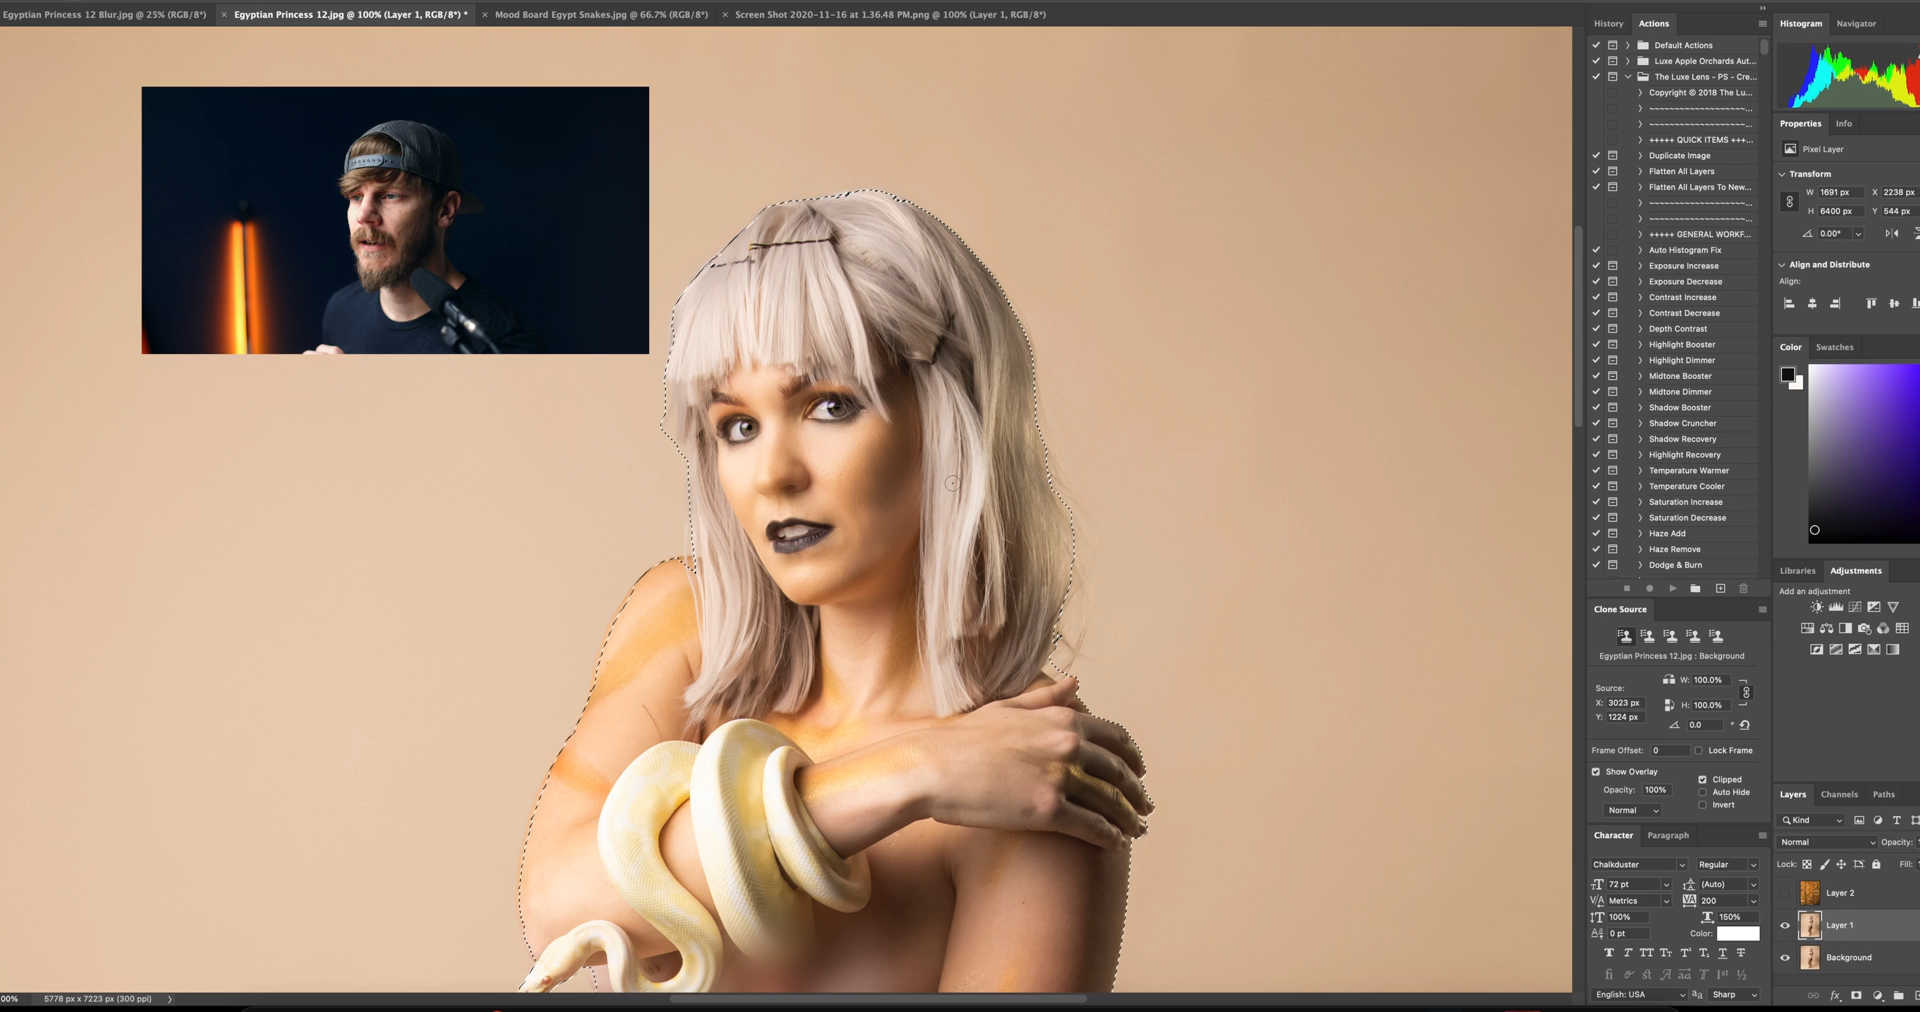 Egyptian Princess 12 Blur.jpg @ 25% (RGB/8*)
× Egyptian Princess 12.jpg @ 100% (Layer 1, RGB/8*) *
× Mood Board Egypt Snakes.jpg @ 66.7% (RGB/8*)
× Screen Shot 2020-11-16 at 1.36.48 PM.png @ 100% (Layer 1, RGB/8*)
History Actions
Default Actions
Luxe Apple Orchards Aut...
The Luxe Lens - PS - Cre...
Copyright © 2018 The Lu...
~~~~~~~~~~~~~~~~~~~...
~~~~~~~~~~~~~~~~~~~...
+++++ QUICK ITEMS +++...
Duplicate Image
Flatten All Layers
Flatten All Layers To New...
~~~~~~~~~~~~~~~~~~~...
~~~~~~~~~~~~~~~~~~~...
+++++ GENERAL WORKF...
Auto Histogram Fix
Exposure Increase
Exposure Decrease
Contrast Increase
Contrast Decrease
Depth Contrast
Highlight Booster
Highlight Dimmer
Midtone Booster
Midtone Dimmer
Shadow Booster
Shadow Cruncher
Shadow Recovery
Highlight Recovery
Temperature Warmer
Temperature Cooler
Saturation Increase
Saturation Decrease
Haze Add
Haze Remove
Dodge & Burn
Clone Source
Egyptian Princess 12.jpg : Background
W: 100.0%
Source:
X: 3023 px
H: 100.0%
Y: 1224 px
0.0 °
Frame Offset: 0 Lock Frame
Show Overlay
Clipped
Opacity: 100%
Auto Hide
Normal
Invert
Character Paragraph
Chalkduster Regular
72 pt (Auto)
Metrics 200
100% 150%
0 pt Color:
English: USA Sharp
Histogram Navigator
Properties Info
Pixel Layer
Transform
W 1691 px X 2238 px
H 6400 px Y 544 px
0.00°
Align and Distribute
Align:
Color Swatches
Libraries Adjustments
Add an adjustment
Layers Channels Paths
Kind
Normal Opacity:
Lock: Fill:
Layer 2
Layer 1
Background
00% 5778 px x 7223 px (300 ppi)